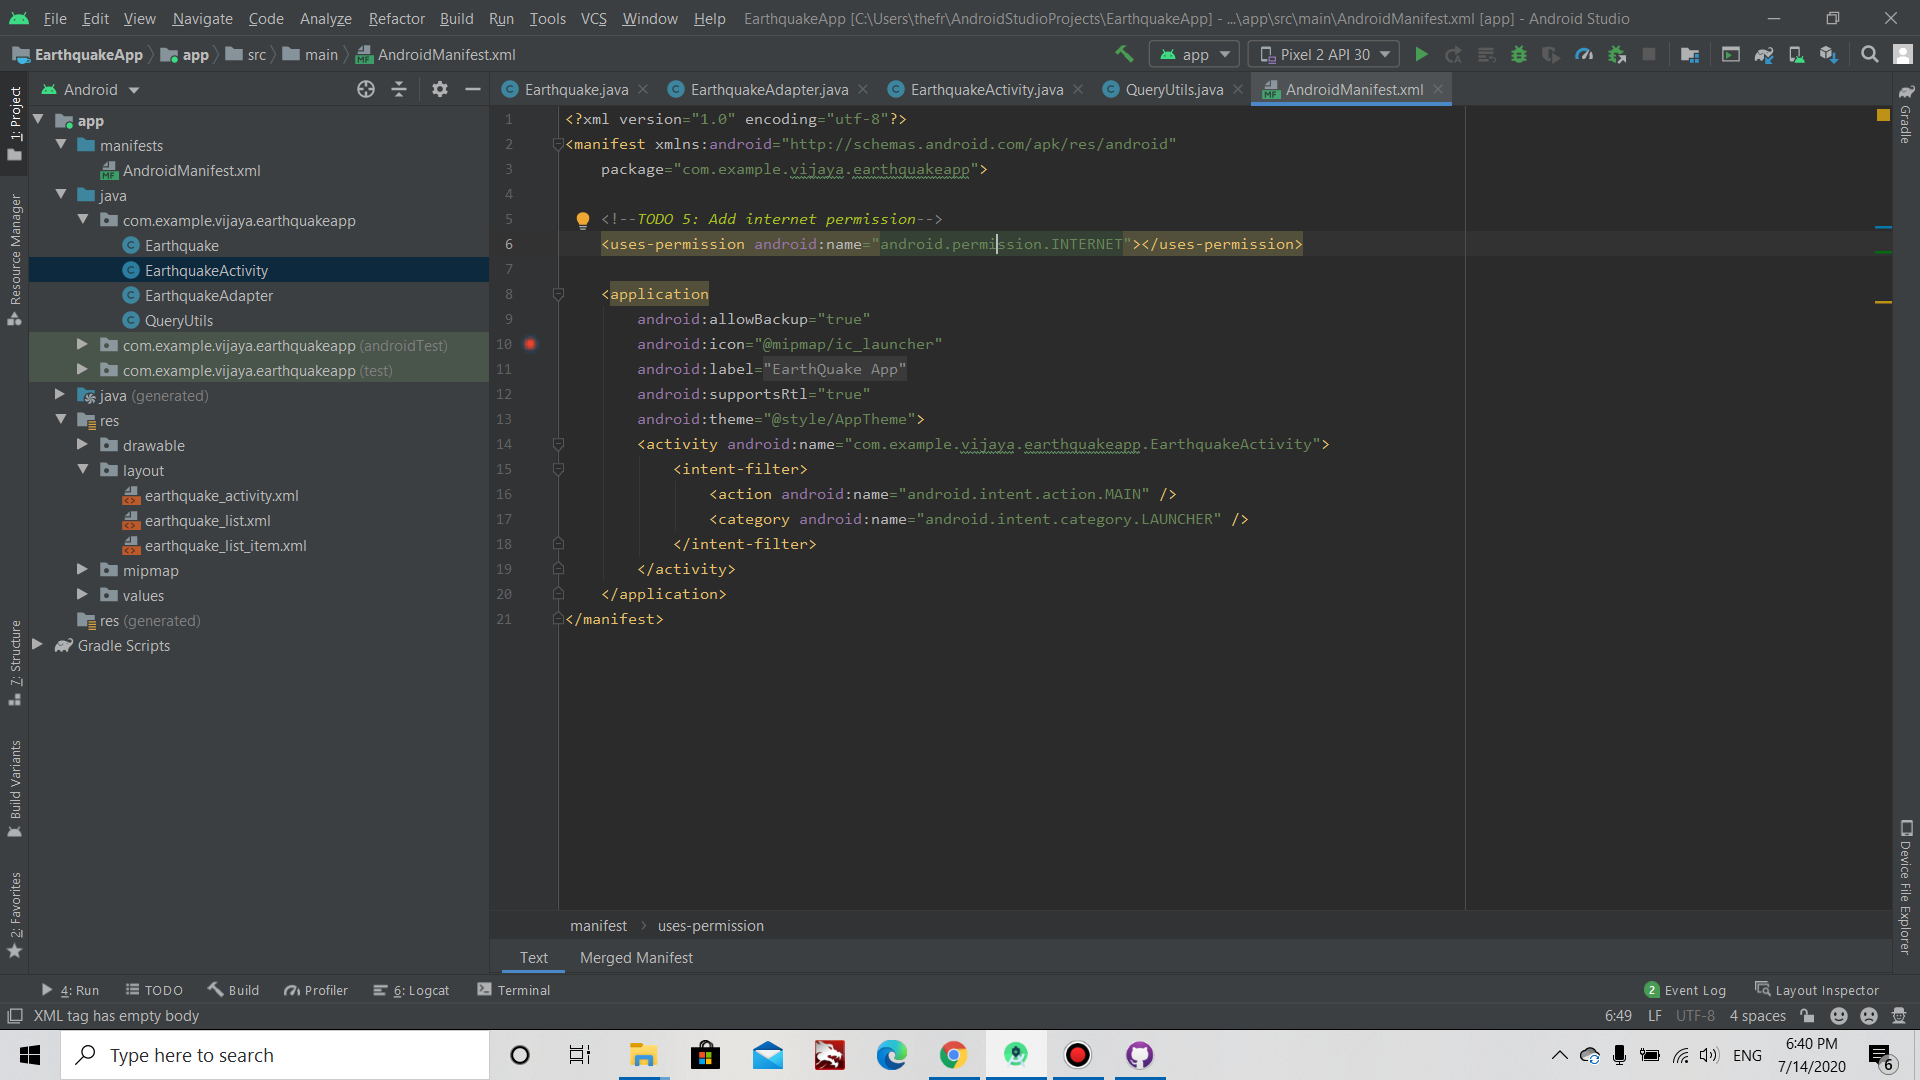 File Edit View Navigate Code Analyze Refactor Build Run Tools VCS Window Help EarthquakeApp [C:\Users\thefr\AndroidStudioProjects\EarthquakeApp] - ...\app\src\main\AndroidManifest.xml [app] - Android Studio
EarthquakeApp app src main AndroidManifest.xml app Pixel 2 API 30
Android
Earthquake.java EarthquakeAdapter.java EarthquakeActivity.java QueryUtils.java AndroidManifest.xml
1: Project
Resource Manager
7: Structure
Build Variants
2: Favorites
app
manifests
AndroidManifest.xml
java
com.example.vijaya.earthquakeapp
Earthquake
EarthquakeActivity
EarthquakeAdapter
QueryUtils
com.example.vijaya.earthquakeapp (androidTest)
com.example.vijaya.earthquakeapp (test)
java (generated)
res
drawable
layout
earthquake_activity.xml
earthquake_list.xml
earthquake_list_item.xml
mipmap
values
res (generated)
Gradle Scripts
1 <?xml version="1.0" encoding="utf-8"?>
2 <manifest xmlns:android="http://schemas.android.com/apk/res/android"
3 package="com.example.vijaya.earthquakeapp">
4
5 <!--TODO 5: Add internet permission-->
6 <uses-permission android:name="android.permission.INTERNET"></uses-permission>
7
8 <application
9 android:allowBackup="true"
10 android:icon="@mipmap/ic_launcher"
11 android:label="EarthQuake App"
12 android:supportsRtl="true"
13 android:theme="@style/AppTheme">
14 <activity android:name="com.example.vijaya.earthquakeapp.EarthquakeActivity">
15 <intent-filter>
16 <action android:name="android.intent.action.MAIN" />
17 <category android:name="android.intent.category.LAUNCHER" />
18 </intent-filter>
19 </activity>
20 </application>
21 </manifest>
Gradle
Device File Explorer
manifest uses-permission
Text Merged Manifest
4: Run TODO Build Profiler 6: Logcat Terminal 2 Event Log Layout Inspector
XML tag has empty body 6:49 LF UTF-8 4 spaces
Type here to search ENG 6:40 PM
7/14/2020 6